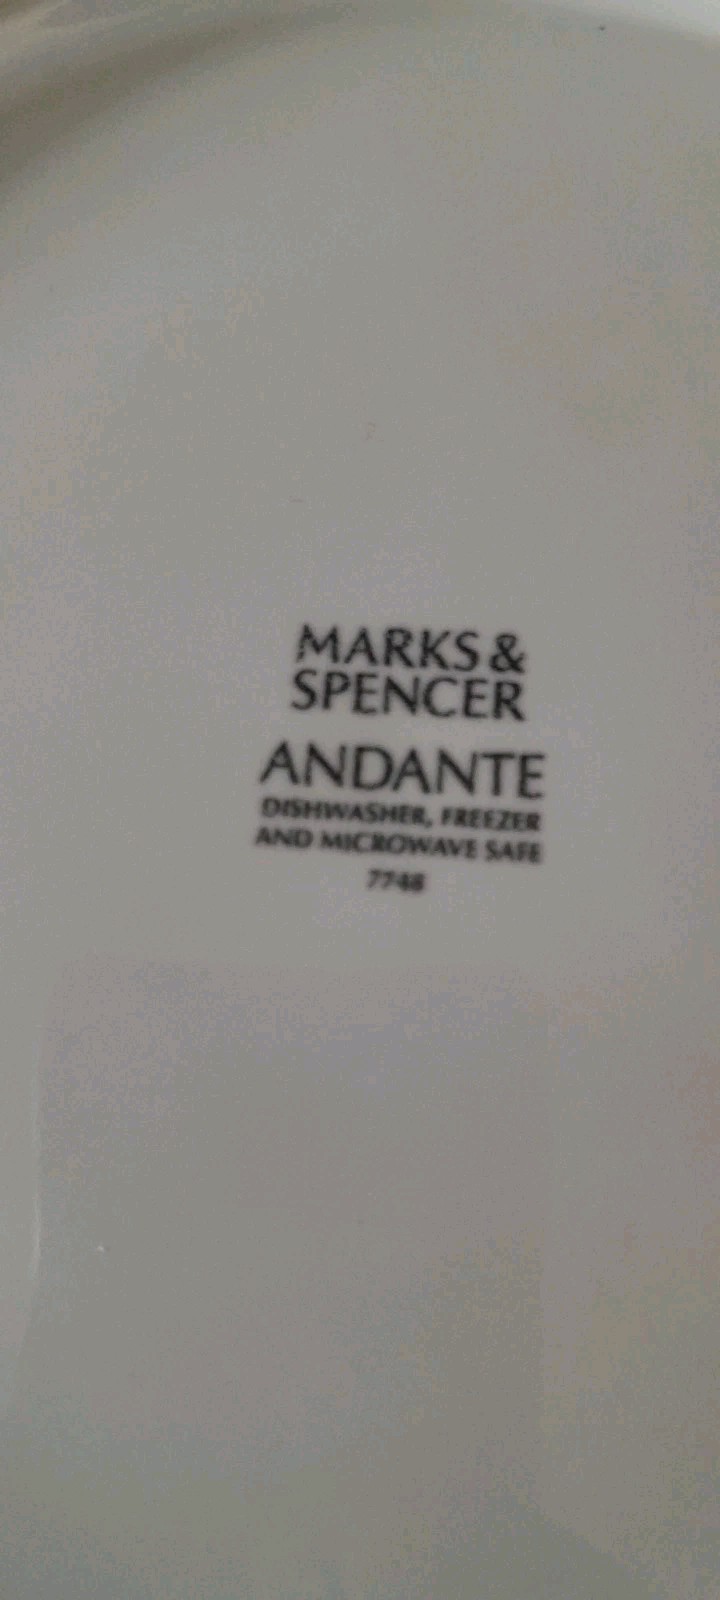 MARKS &
SPENCER
ANDANTE
DISHWASHER, FREEZER
AND MICROWAVE SAFE
7748